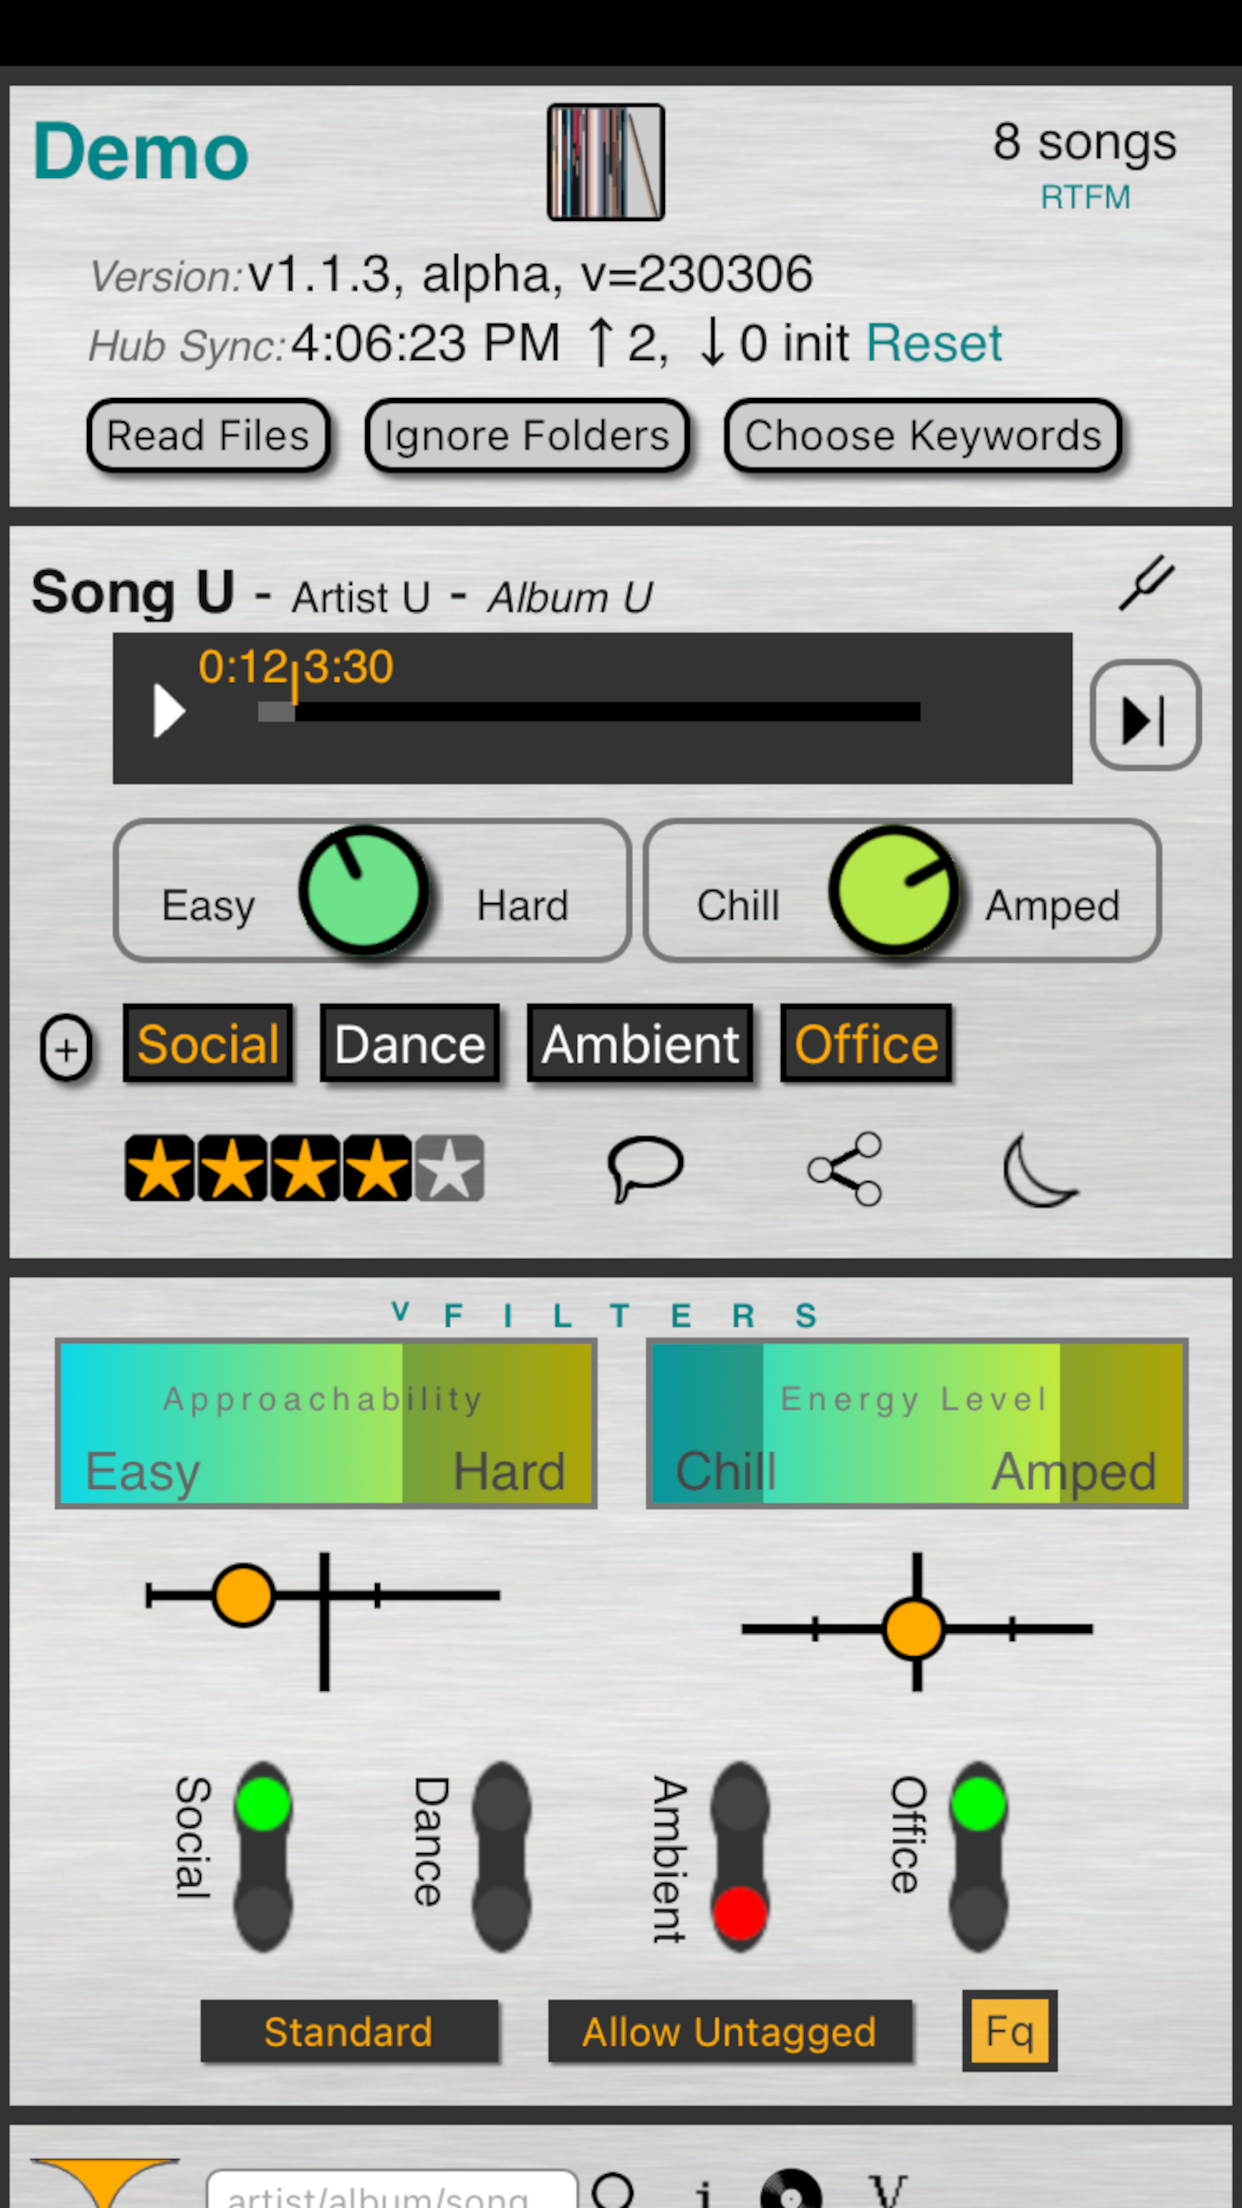 Demo
8 songs
RTFM
Version: v1.1.3, alpha, v=230306
Hub Sync: 4:06:23 PM ↑2, ↓0 init Reset
Read Files
Ignore Folders
Choose Keywords
Song U - Artist U - Album U
0:12 3:30
Easy
Hard
Chill
Amped
+
Social
Dance
Ambient
Office
V FILTERS
Approachability
Easy
Hard
Energy Level
Chill
Amped
Social
Dance
Ambient
Office
Standard
Allow Untagged
Fq
artist/album/song
i
V